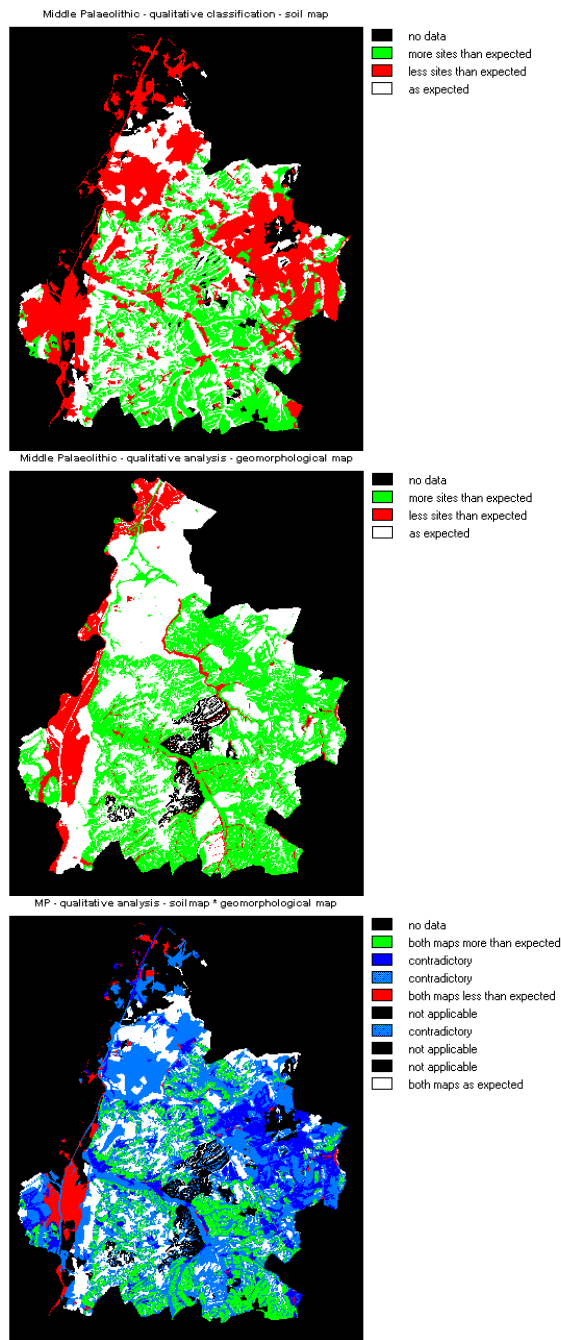 Middle Palaeolithic - qualitative classification - soil map
no data
more sites than expected
less sites than expected
as expected
Middle Palaeolithic - qualitative analysis - geomorphological map
no data
more sites than expected
less sites than expected
as expected
MP - qualitative analysis - soilmap * geomorphological map
no data
both maps more than expected
contradictory
contradictory
both maps less than expected
not applicable
contradictory
not applicable
not applicable
both maps as expected